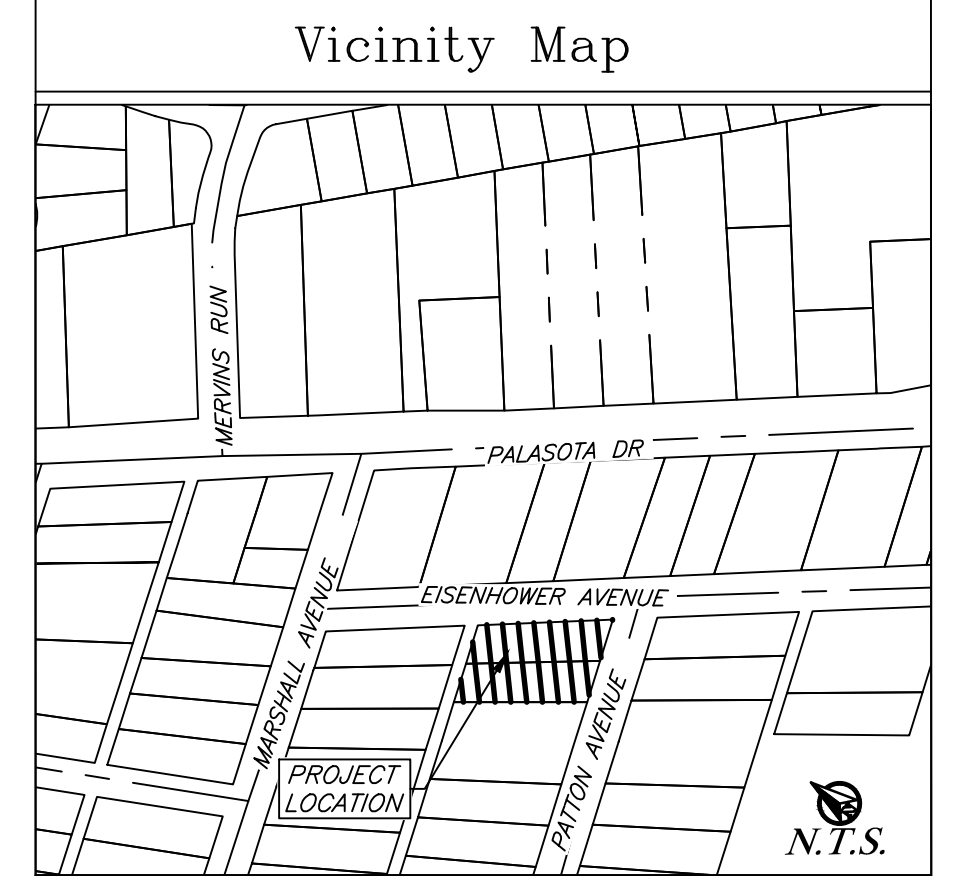 Vicinity Map
MERVINS RUN
PALASOTA DR
EISENHOWER AVENUE
MARSHALL AVENUE
PATTON AVENUE
PROJECT
LOCATION
N.T.S.